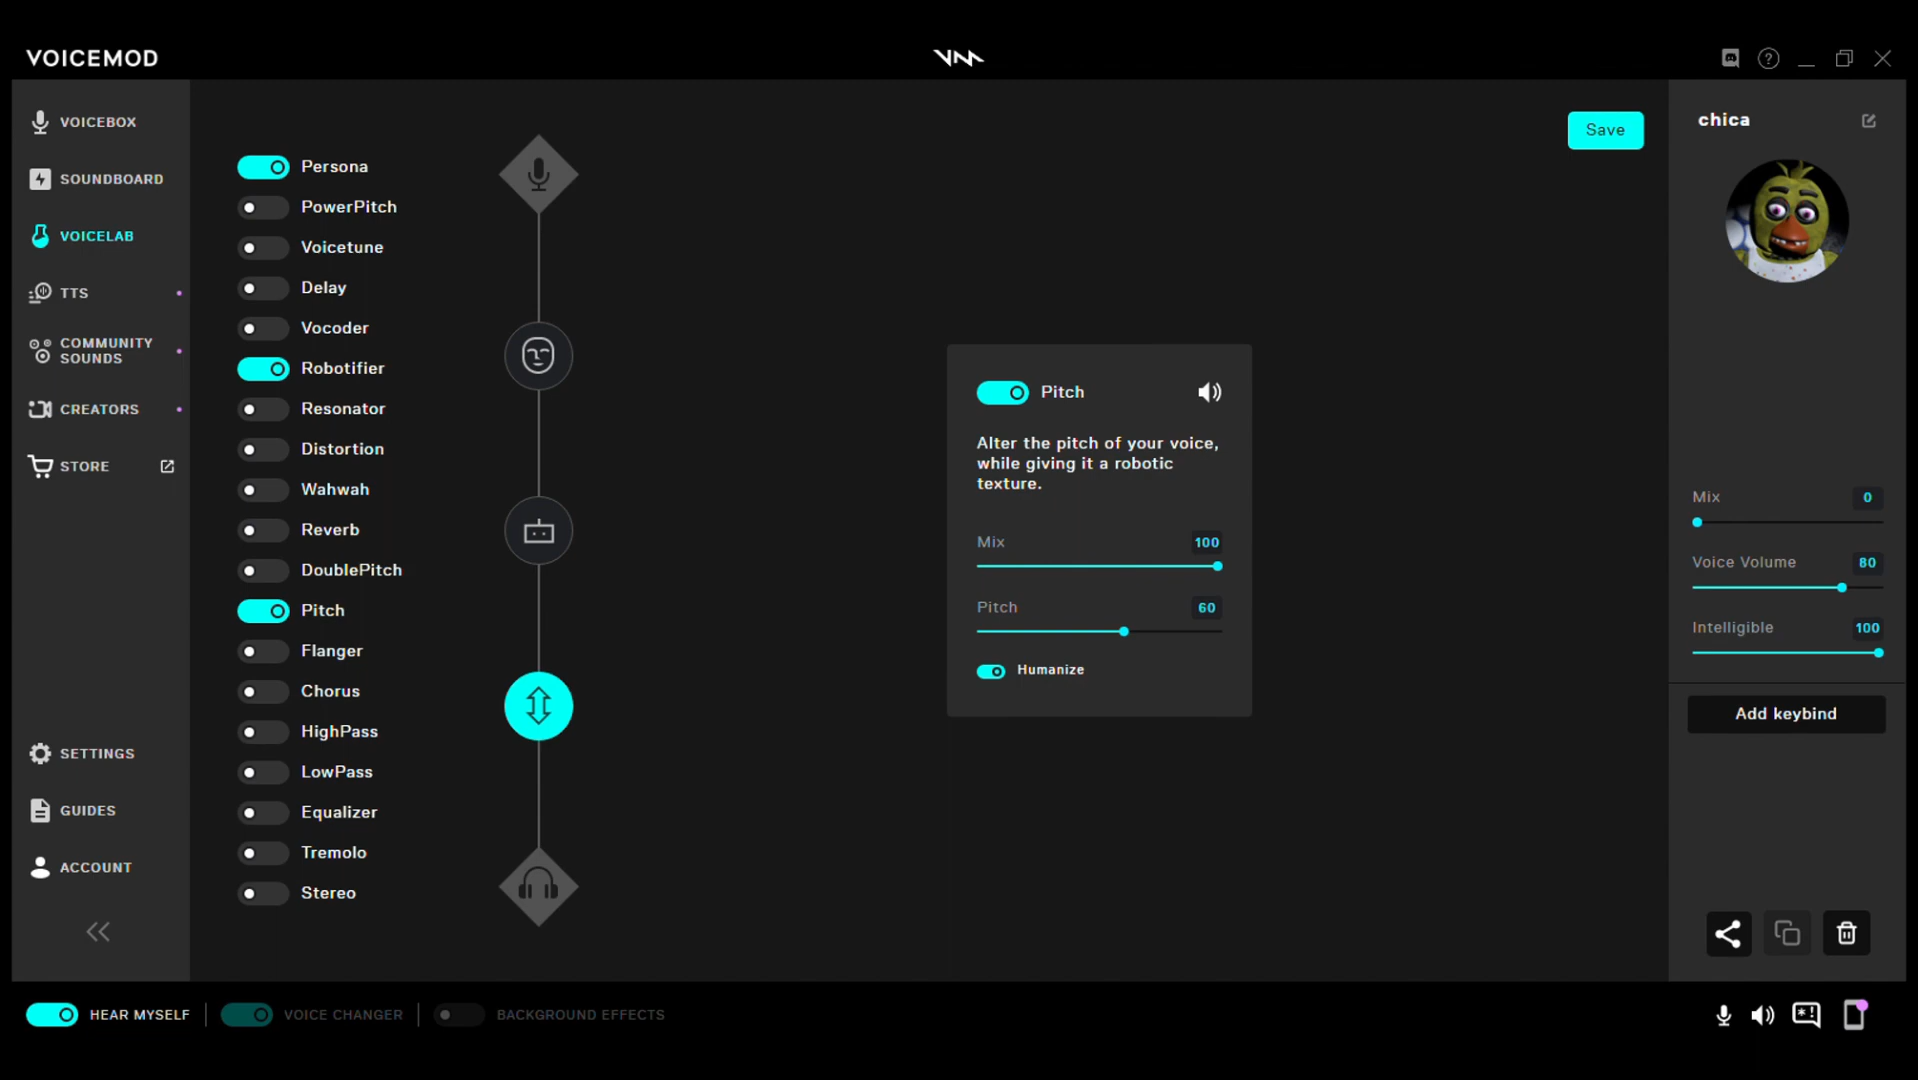 VOICEMOD
VOICEBOX
SOUNDBOARD
VOICELAB
TTS
COMMUNITY
SOUNDS
CREATORS
STORE
SETTINGS
GUIDES
ACCOUNT
Persona
PowerPitch
Voicetune
Delay
Vocoder
Robotifier
Resonator
Distortion
Wahwah
Reverb
DoublePitch
Pitch
Flanger
Chorus
HighPass
LowPass
Equalizer
Tremolo
Stereo
Pitch
Alter the pitch of your voice,
while giving it a robotic
texture.
Mix 100
Pitch 60
Humanize
Save
chica
Mix 0
Voice Volume 80
Intelligible 100
Add keybind
HEAR MYSELF
VOICE CHANGER
BACKGROUND EFFECTS